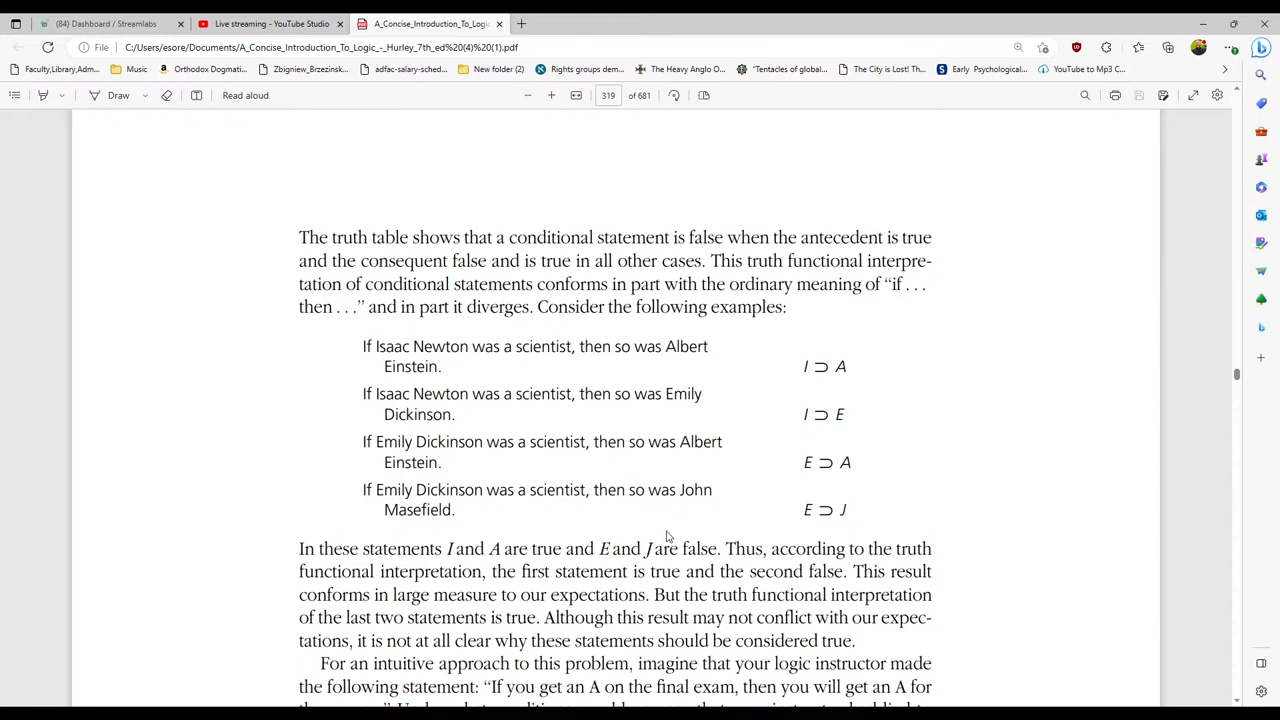 (84) Dashboard / Streamlabs
Live streaming - YouTube Studio
A_Concise_Introduction_To_Logic
File
C:/Users/esore/Documents/A_Concise_Introduction_To_Logic_-_Hurley_7th_ed%20(4)%20(1).pdf
Faculty,Library,Adm...
Music
Orthodox Dogmati...
Zbigniew_Brzezinsk...
adfac-salary-sched...
New folder (2)
Rights groups dem...
The Heavy Anglo O...
"Tentacles of global...
The City is Lost! Th...
Early Psychological...
YouTube to Mp3 C...
Draw
Read aloud
319 of 681
The truth table shows that a conditional statement is false when the antecedent is true
and the consequent false and is true in all other cases. This truth functional interpre-
tation of conditional statements conforms in part with the ordinary meaning of “if . . .
then . . .” and in part it diverges. Consider the following examples:
If Isaac Newton was a scientist, then so was Albert
Einstein. I ⊃ A
If Isaac Newton was a scientist, then so was Emily
Dickinson. I ⊃ E
If Emily Dickinson was a scientist, then so was Albert
Einstein. E ⊃ A
If Emily Dickinson was a scientist, then so was John
Masefield. E ⊃ J
In these statements I and A are true and E and J are false. Thus, according to the truth
functional interpretation, the first statement is true and the second false. This result
conforms in large measure to our expectations. But the truth functional interpretation
of the last two statements is true. Although this result may not conflict with our expec-
tations, it is not at all clear why these statements should be considered true.
For an intuitive approach to this problem, imagine that your logic instructor made
the following statement: “If you get an A on the final exam, then you will get an A for